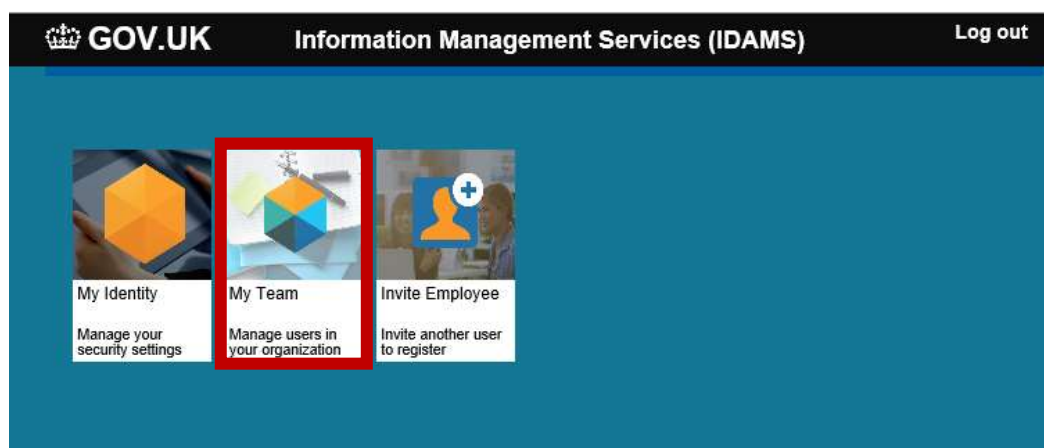 GOV.UK
Information Management Services (IDAMS)
Log out
My Identity
Manage your
security settings
My Team
Manage users in
your organization
Invite Employee
Invite another user
to register